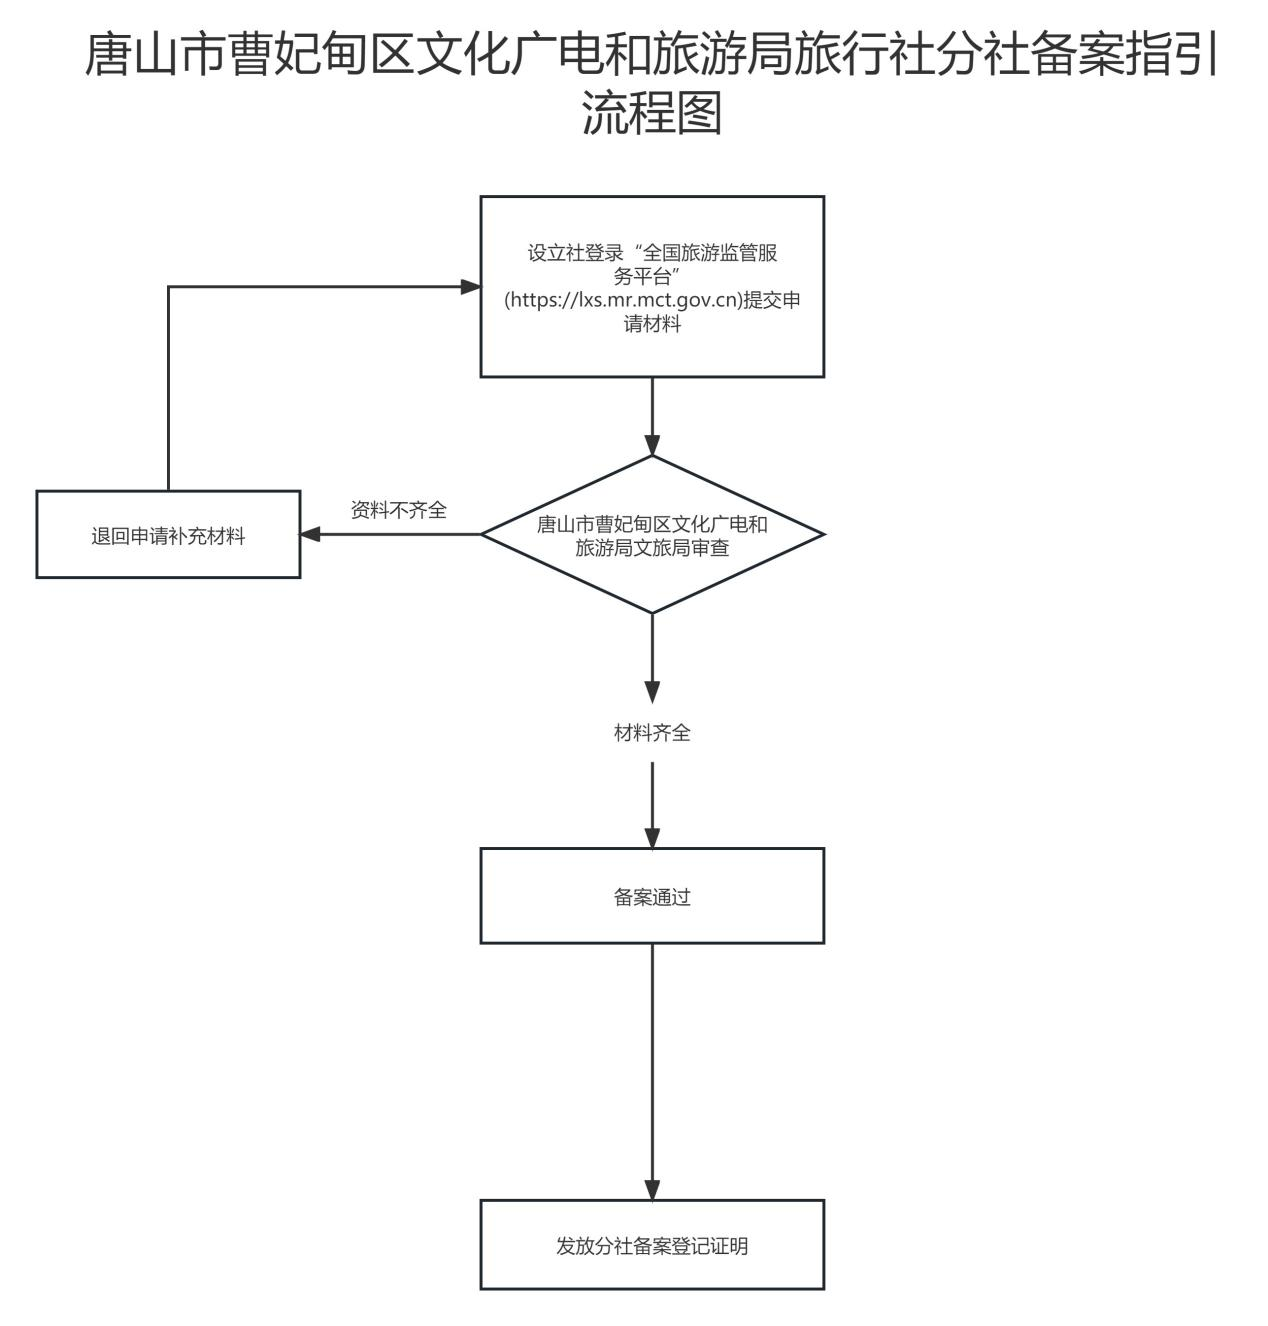 唐山市曹妃甸区文化广电和旅游局旅行社分社备案指引
流程图
设立社登录“全国旅游监管服
务平台”
(https://lxs.mr.mct.gov.cn)提交申
请材料
资料不齐全
退回申请补充材料
唐山市曹妃甸区文化广电和
旅游局文旅局审查
材料齐全
备案通过
发放分社备案登记证明